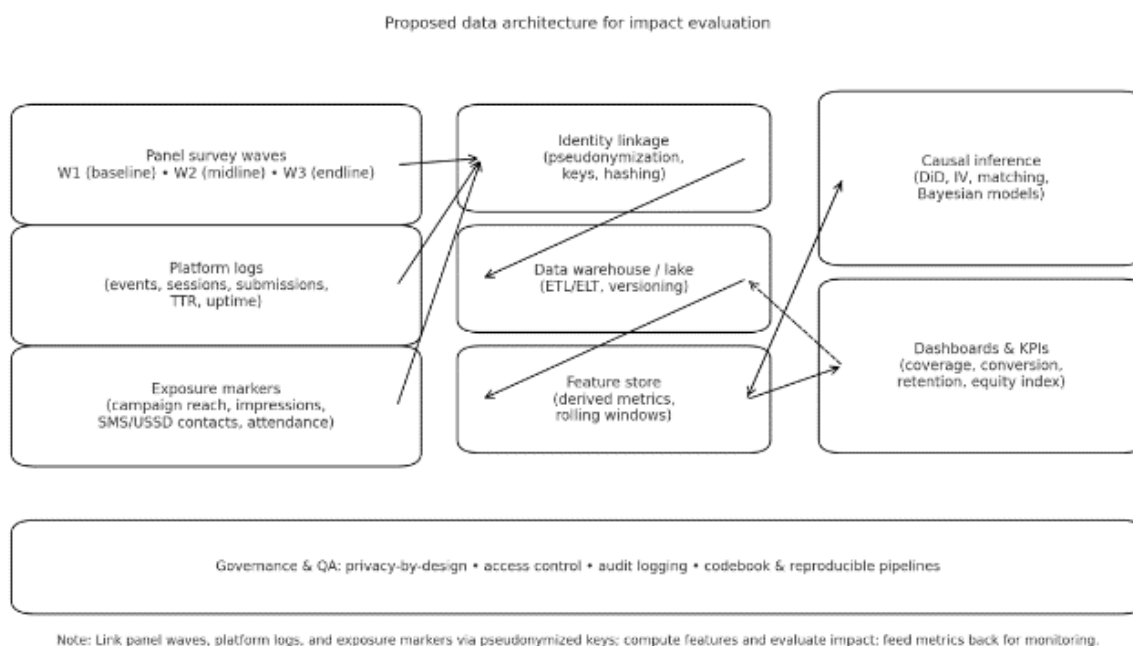 Proposed data architecture for impact evaluation
Panel survey waves
W1 (baseline) • W2 (midline) • W3 (endline)
Platform logs
(events, sessions, submissions,
TTR, uptime)
Exposure markers
(campaign reach, impressions,
SMS/USSD contacts, attendance)
Identity linkage
(pseudonymization,
keys, hashing)
Data warehouse / lake
(ETL/ELT, versioning)
Feature store
(derived metrics,
rolling windows)
Causal inference
(DiD, IV, matching,
Bayesian models)
Dashboards & KPIs
(coverage, conversion,
retention, equity index)
Governance & QA: privacy-by-design • access control • audit logging • codebook & reproducible pipelines
Note: Link panel waves, platform logs, and exposure markers via pseudonymized keys; compute features and evaluate impact; feed metrics back for monitoring.